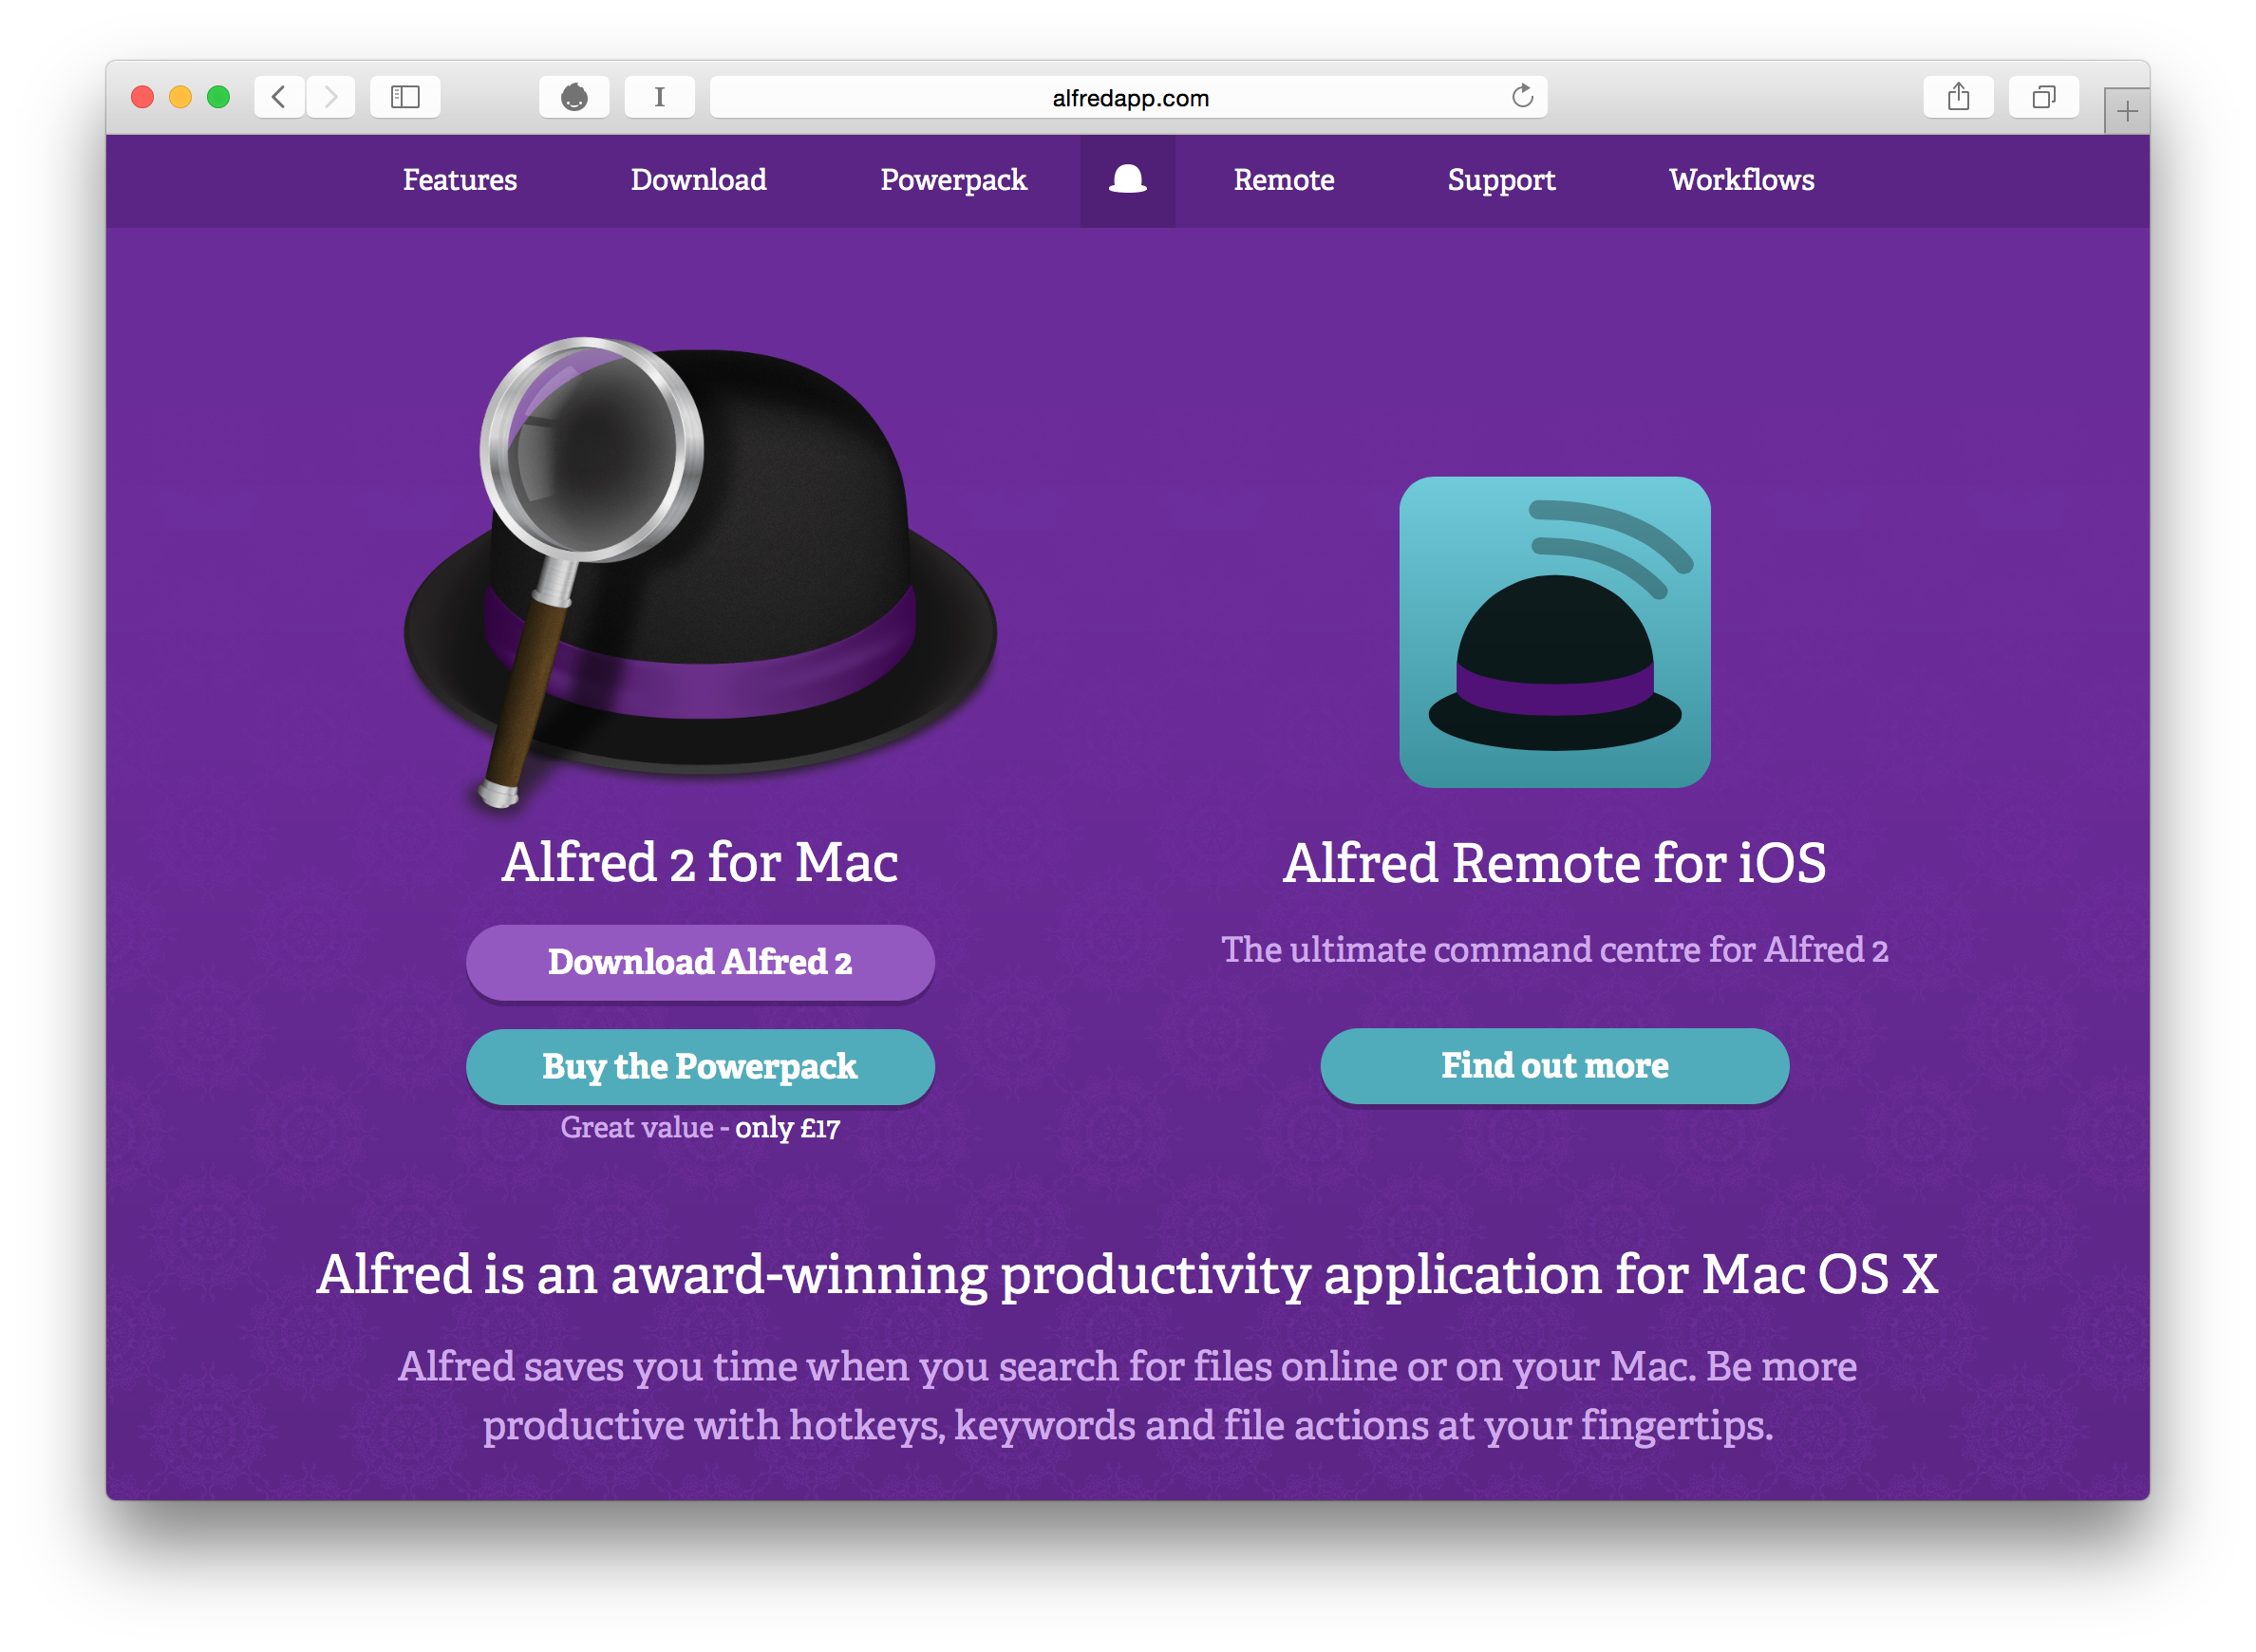 alfredapp.com
Features Download Powerpack Remote Support Workflows
Alfred 2 for Mac
Download Alfred 2
Buy the Powerpack
Great value - only £17
Alfred Remote for iOS
The ultimate command centre for Alfred 2
Find out more
Alfred is an award-winning productivity application for Mac OS X
Alfred saves you time when you search for files online or on your Mac. Be more
productive with hotkeys, keywords and file actions at your fingertips.